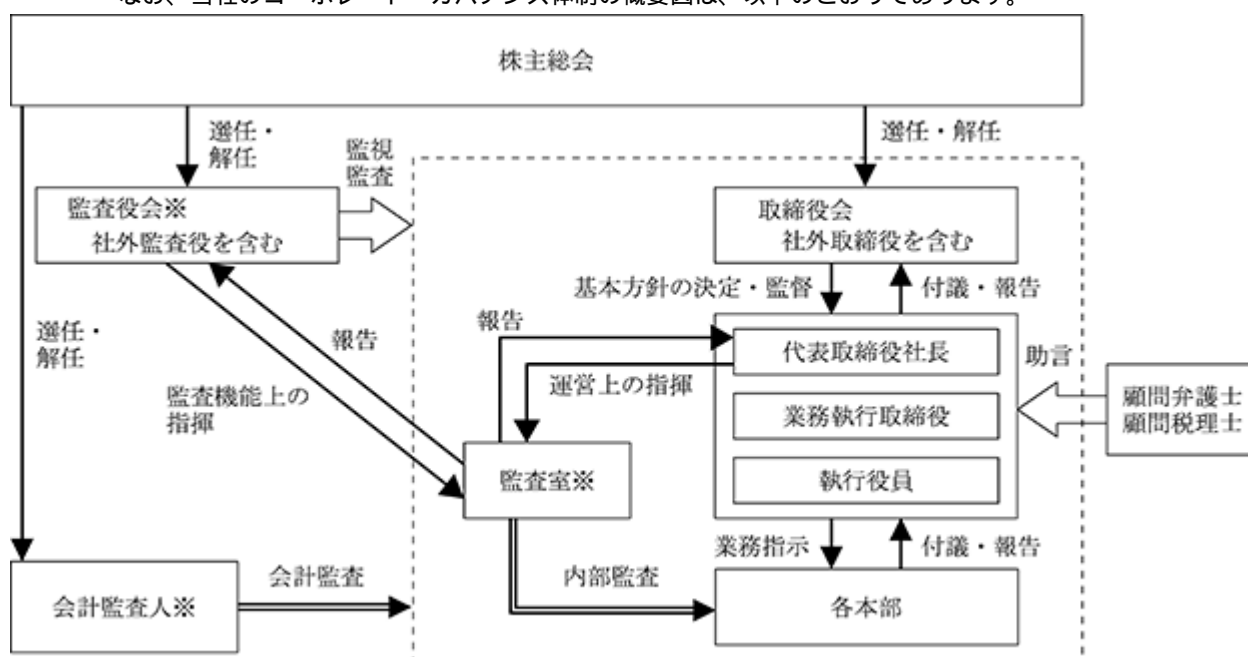 なお、当社のコーポレート・ガバナンス体制の概要図は、以下のとおりであります。
株主総会
選任・
解任
監視
監査
選任・解任
監査役会※
社外監査役を含む
取締役会
社外取締役を含む
基本方針の決定・監督
付議・報告
選任・
解任
報告
報告
代表取締役社長
助言
運営上の指揮
監査機能上の
指揮
業務執行取締役
顧問弁護士
顧問税理士
監査室※
執行役員
業務指示
付議・報告
会計監査
内部監査
会計監査人※
各本部